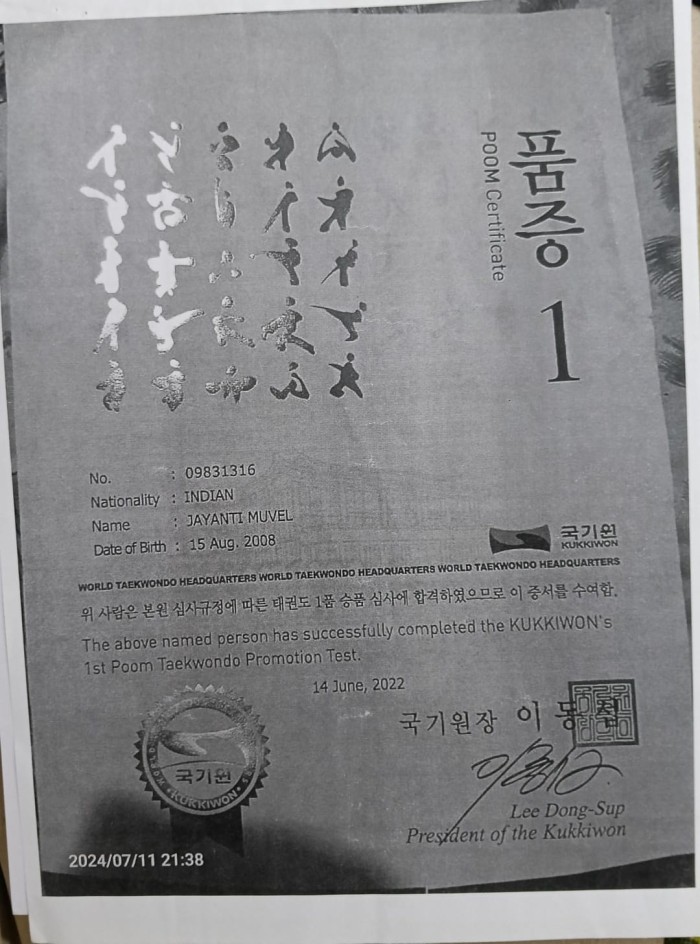 품증 1
POOM Certificate
No. : 09831316
Nationality : INDIAN
Name : JAYANTI MUVEL
Date of Birth : 15 Aug. 2008
국기원
KUKKIWON
WORLD TAEKWONDO HEADQUARTERS WORLD TAEKWONDO HEADQUARTERS WORLD TAEKWONDO HEADQUARTERS
위 사람은 본원 심사규정에 따른 태권도 1품 승품 심사에 합격하였으므로 이 증서를 수여함.
The above named person has successfully completed the KUKKIWON's
1st Poom Taekwondo Promotion Test.
14 June, 2022
국기원장 이 동 섭
국기원
KUKKIWON
Lee Dong-Sup
President of the Kukkiwon
2024/07/11 21:38